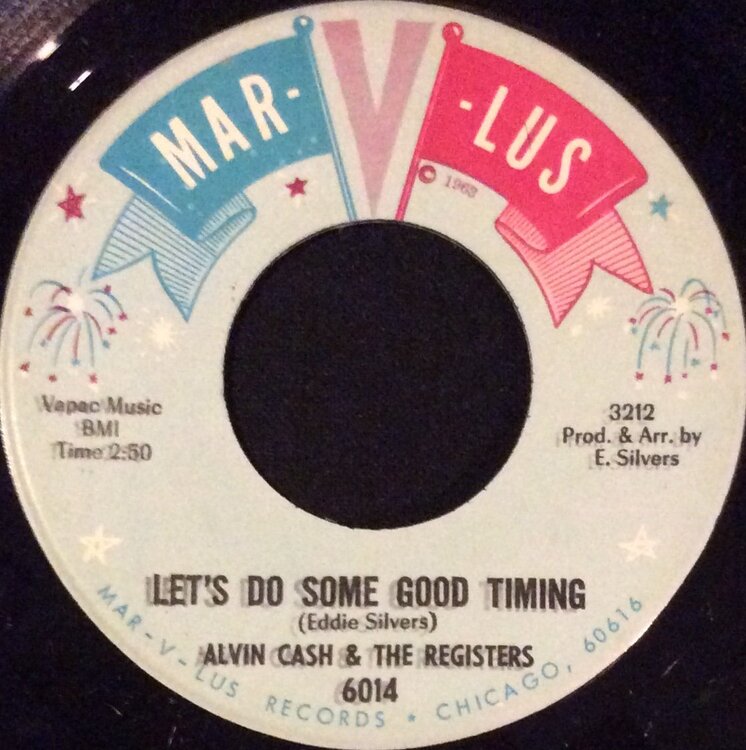 MAR-V-LUS
℗ 1963
Vapac Music
BMI
Time 2:50
3212
Prod. & Arr. by
E. Silvers
LET'S DO SOME GOOD TIMING
(Eddie Silvers)
ALVIN CASH & THE REGISTERS
6014
MAR-V-LUS RECORDS * CHICAGO, 60616